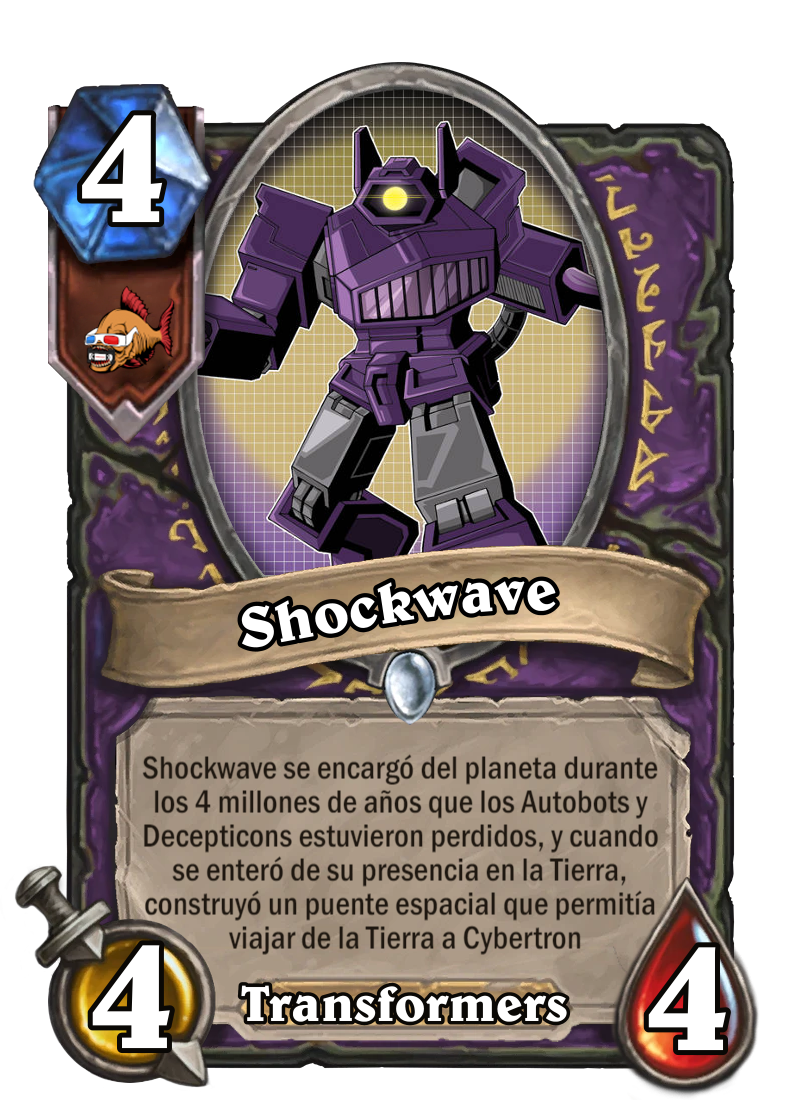 4
Shockwave
Shockwave se encargó del planeta durante
los 4 millones de años que los Autobots y
Decepticons estuvieron perdidos, y cuando
se enteró de su presencia en la Tierra,
construyó un puente espacial que permitía
viajar de la Tierra a Cybertron
4
Transformers
4